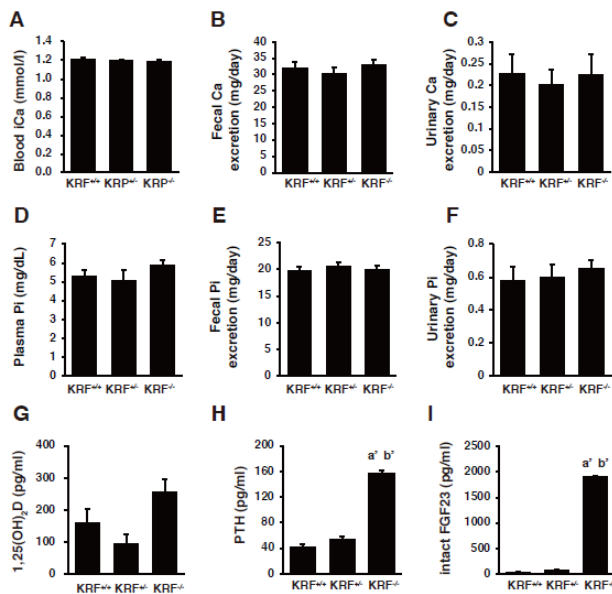 A
Blood iCa (mmol/l)
1.4
1.2
1.0
0.8
0.6
0.4
0.2
0.0
KRF+/+ KRP+/- KRP-/-
B
Fecal Ca
excretion (mg/day)
40
35
30
25
20
15
10
5
0
KRF+/+ KRF+/- KRF-/-
C
Urinary Ca
excretion (mg/day)
0.3
0.25
0.2
0.15
0.1
0.05
0
KRF+/+ KRF+/- KRF-/-
D
Plasma Pi (mg/dL)
7
6
5
4
3
2
1
0
KRF+/+ KRF+/- KRF-/-
E
Fecal Pi
excretion (mg/day)
25
20
15
10
5
0
KRF+/+ KRF+/- KRF-/-
F
Urinary Pi
excretion (mg/day)
0.8
0.6
0.4
0.2
0
KRF+/+ KRF+/- KRF-/-
G
1,25(OH)2D (pg/ml)
400
300
200
100
0
KRF+/+ KRF+/- KRF-/-
H
PTH (pg/ml)
200
160
120
80
40
0
a' b'
KRF+/+ KRF+/- KRF-/-
I
intact FGF23 (pg/ml)
2500
2000
1500
1000
500
0
a' b'
KRF+/+ KRF+/- KRF-/-